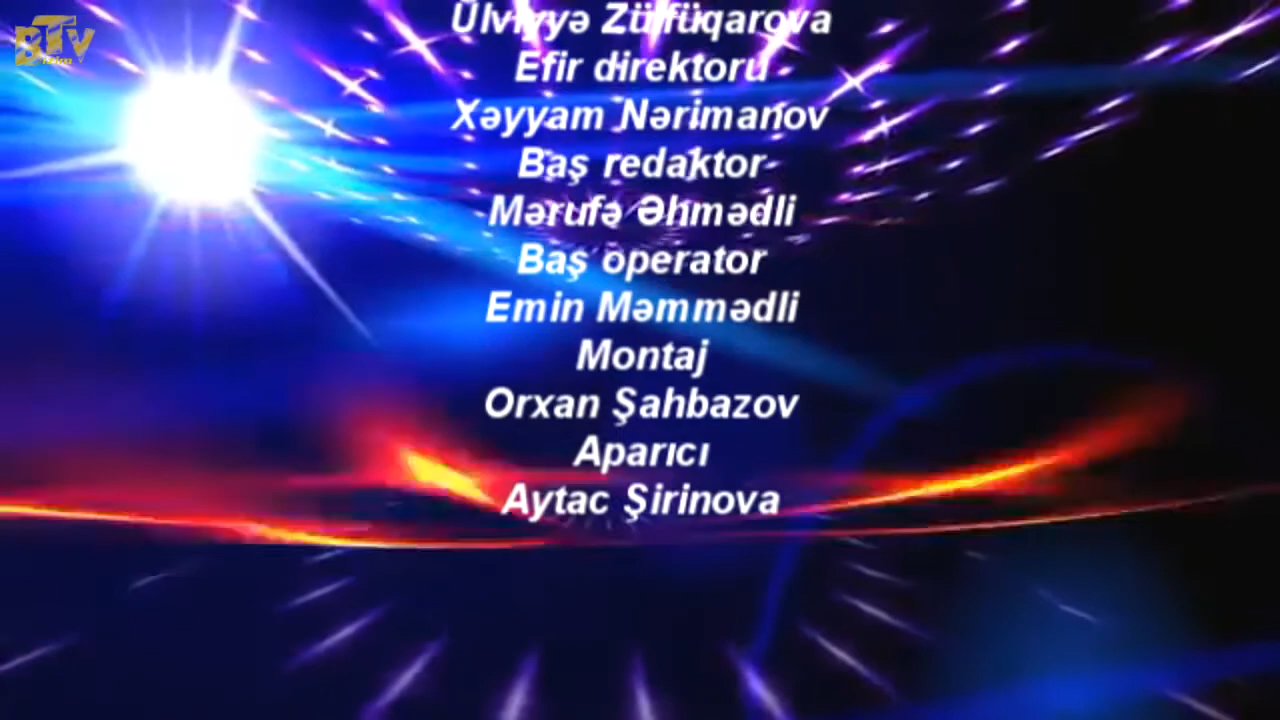 BTV
Ülviyyə Zülfüqarova
Efir direktoru
Xəyyam Nərimanov
Baş redaktor
Mərufə Əhmədli
Baş operator
Emin Məmmədli
Montaj
Orxan Şahbazov
Aparıcı
Aytac Şirinova